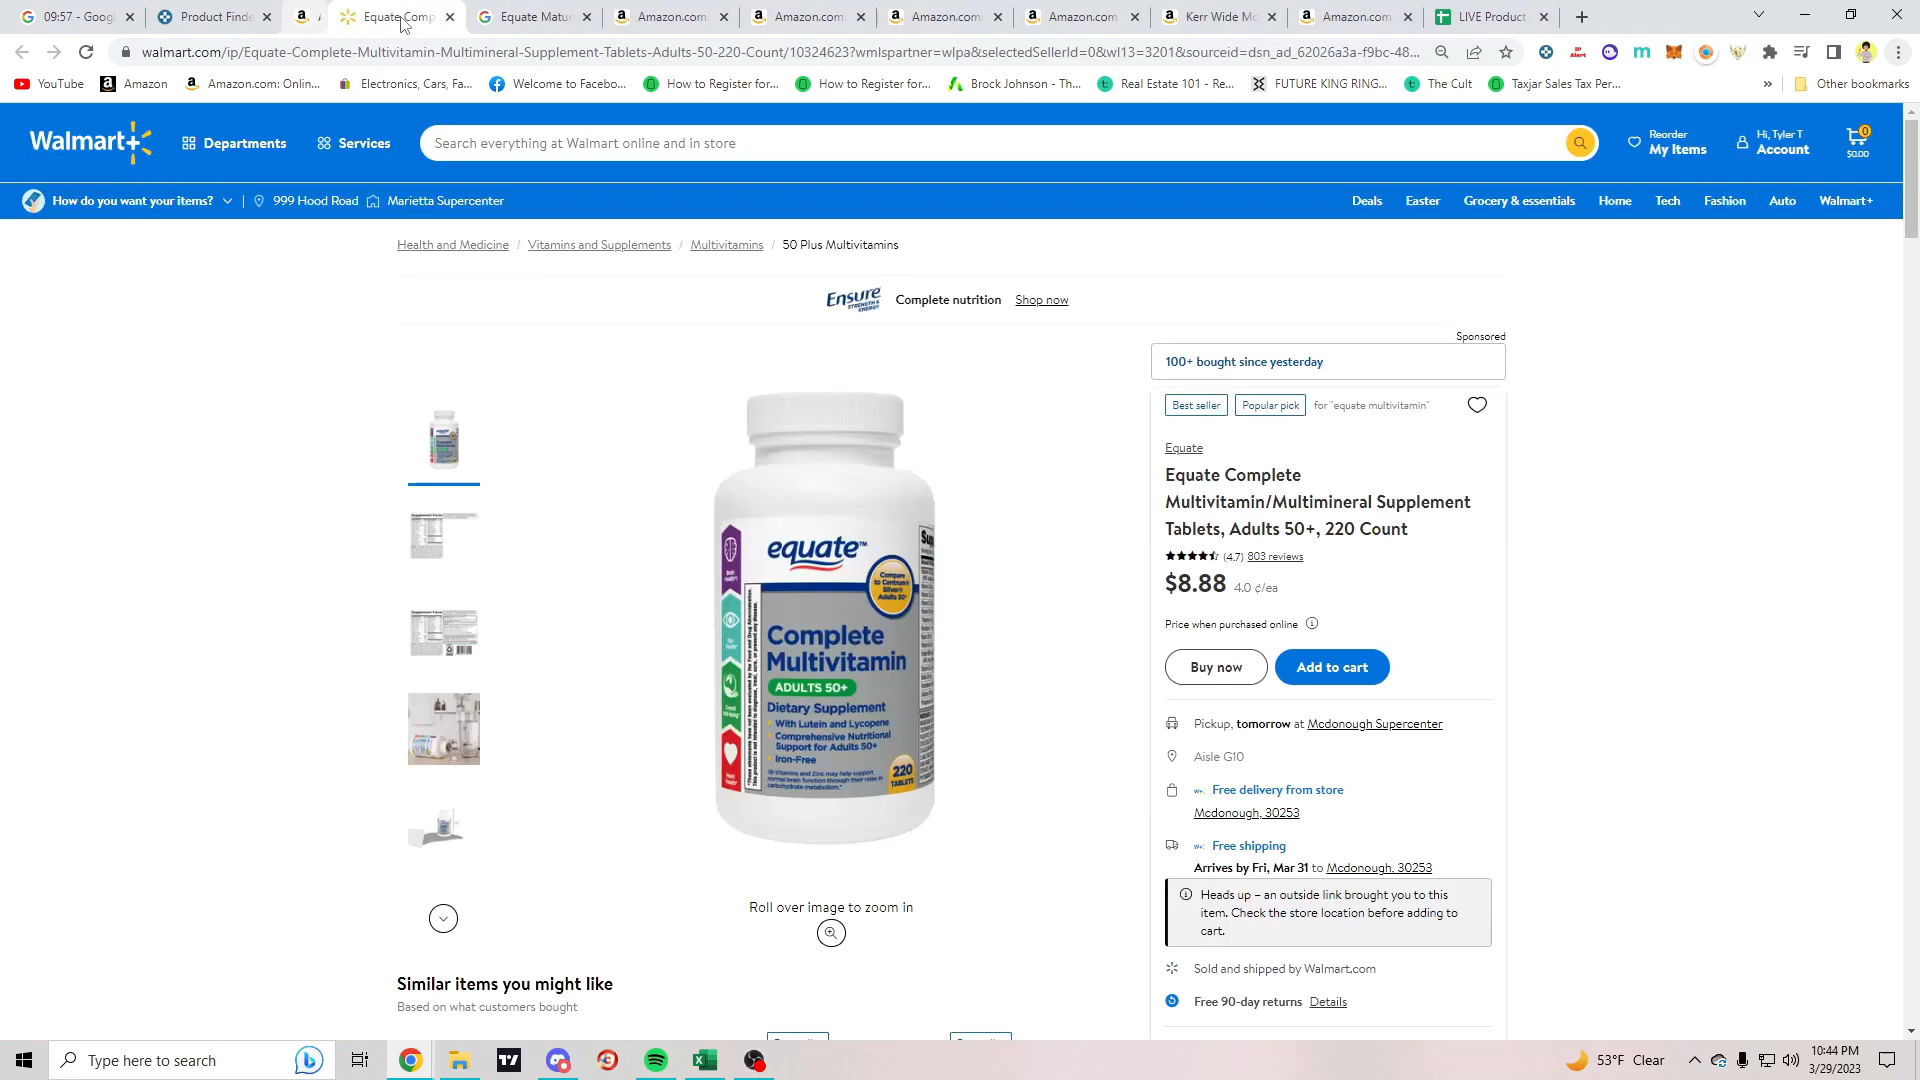 09:57 - Googl
Product Finde
Equate Comp
Equate Matur
Amazon.com:
Amazon.com:
Amazon.com:
Amazon.com
Kerr Wide Mo
Amazon.com
LIVE Product
walmart.com/ip/Equate-Complete-Multivitamin-Multimineral-Supplement-Tablets-Adults-50-220-Count/10324623?wmlspartner=wlpa&selectedSellerId=0&wl13=3201&sourceid=dsn_ad_62026a3a-f9bc-48...
YouTube
Amazon
Amazon.com: Onlin...
Electronics, Cars, Fa...
Welcome to Facebo...
How to Register for...
How to Register for...
Brock Johnson - Th...
Real Estate 101 - Re...
FUTURE KING RING...
The Cult
Taxjar Sales Tax Per...
»
Other bookmarks
Walmart+
Departments
Services
Search everything at Walmart online and in store
Reorder
My Items
Hi, Tyler T
Account
0
$0.00
How do you want your items?
999 Hood Road
Marietta Supercenter
Deals
Easter
Grocery & essentials
Home
Tech
Fashion
Auto
Walmart+
Health and Medicine / Vitamins and Supplements / Multivitamins / 50 Plus Multivitamins
Ensure
Complete nutrition
Shop now
Sponsored
100+ bought since yesterday
Best seller
Popular pick
for "equate multivitamin"
Equate
Equate Complete
Multivitamin/Multimineral Supplement
Tablets, Adults 50+, 220 Count
(4.7) 803 reviews
$8.88 4.0 ¢/ea
Price when purchased online
Buy now
Add to cart
Pickup, tomorrow at Mcdonough Supercenter
Aisle G10
Free delivery from store
Mcdonough, 30253
Free shipping
Arrives by Fri, Mar 31 to Mcdonough, 30253
Heads up – an outside link brought you to this
item. Check the store location before adding to
cart.
Sold and shipped by Walmart.com
Free 90-day returns Details
equate™
Compare
to Centrum®
Silver®
Adults 50+
Complete
Multivitamin
ADULTS 50+
Dietary Supplement
With Lutein and Lycopene
Comprehensive Nutritional
Support for Adults 50+
Iron-Free
220
TABLETS
Roll over image to zoom in
Similar items you might like
Based on what customers bought
Type here to search
53°F Clear
10:44 PM
3/29/2023